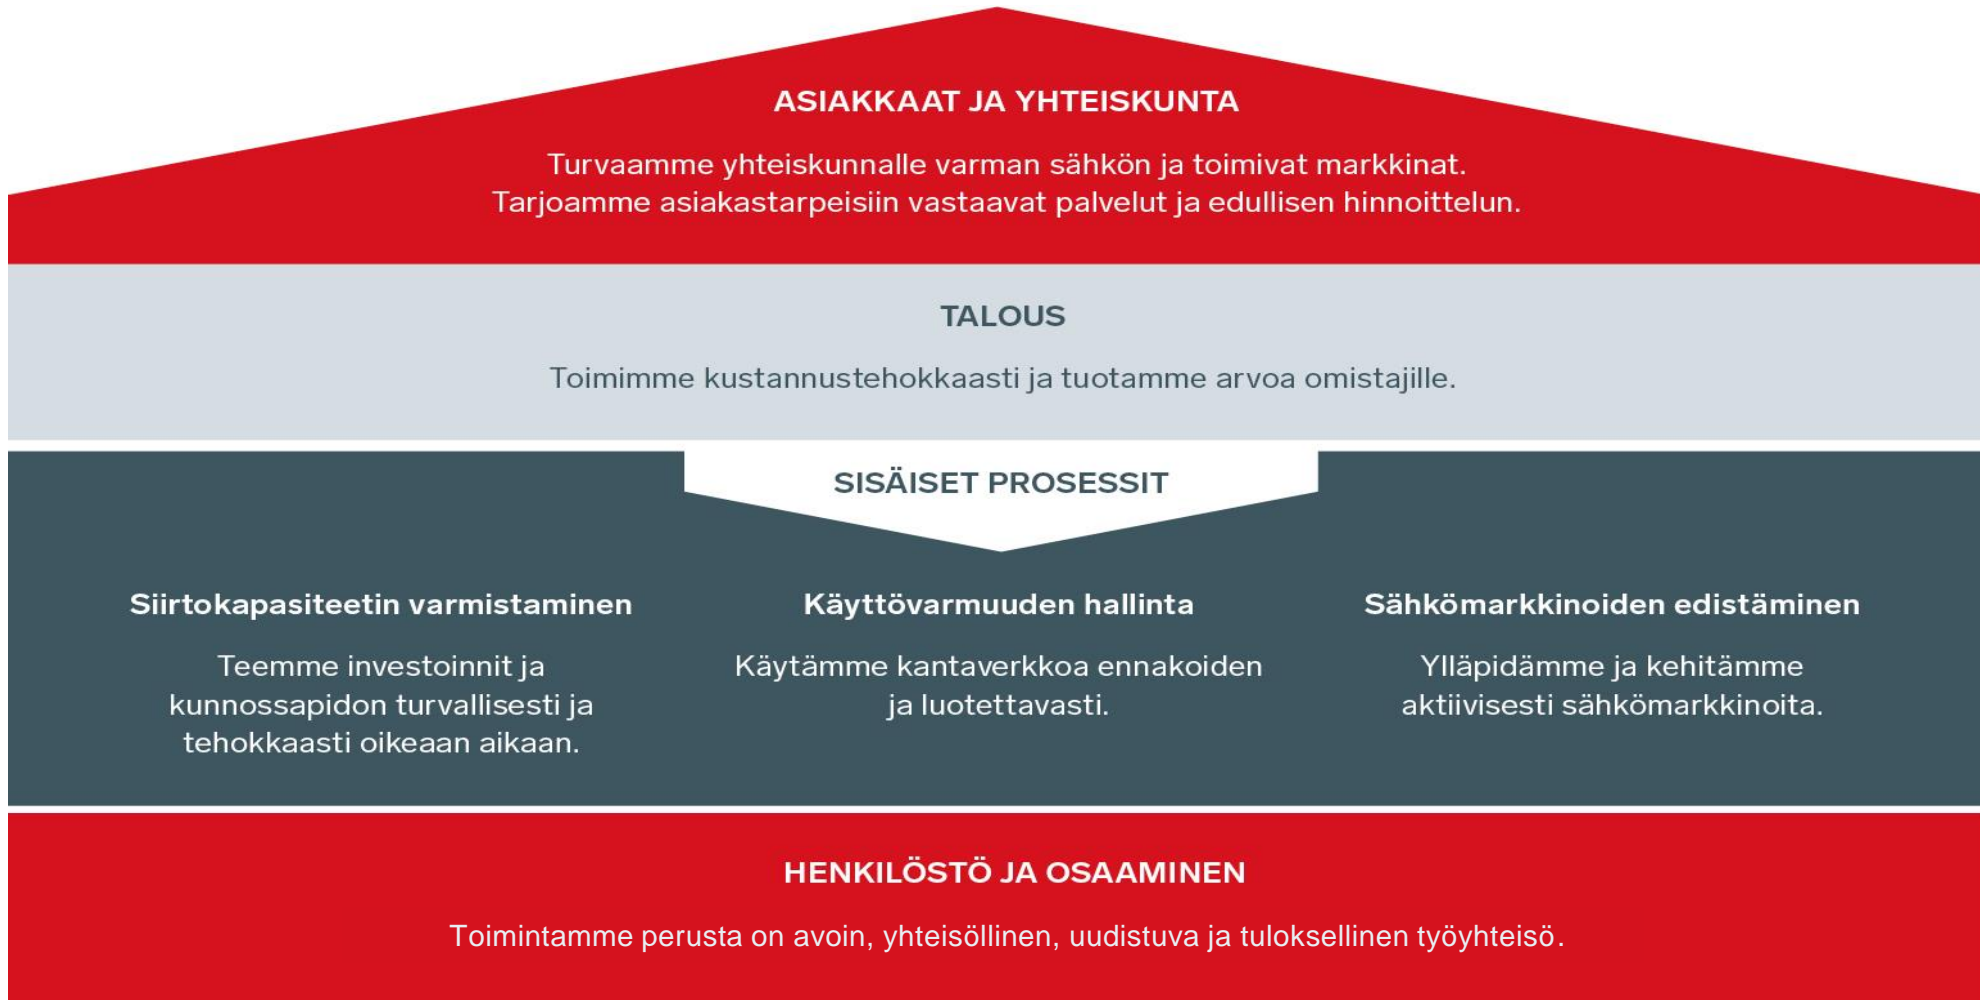 ASIAKKAAT JA YHTEISKUNTA
Turvaamme yhteiskunnalle varman sähkön ja toimivat markkinat.
Tarjoamme asiakastarpeisiin vastaavat palvelut ja edullisen hinnoittelun.
TALOUS
Toimimme kustannustehokkaasti ja tuotamme arvoa omistajille.
SISÄISET PROSESSIT
Siirtokapasiteetin varmistaminen
Teemme investoinnit ja
kunnossapidon turvallisesti ja
tehokkaasti oikeaan aikaan.
Käyttövarmuuden hallinta
Käytämme kantaverkkoa ennakoiden
ja luotettavasti.
Sähkömarkkinoiden edistäminen
Ylläpidämme ja kehitämme
aktiivisesti sähkömarkkinoita.
HENKILÖSTÖ JA OSAAMINEN
Toimintamme perusta on avoin, yhteisöllinen, uudistuva ja tuloksellinen työyhteisö.